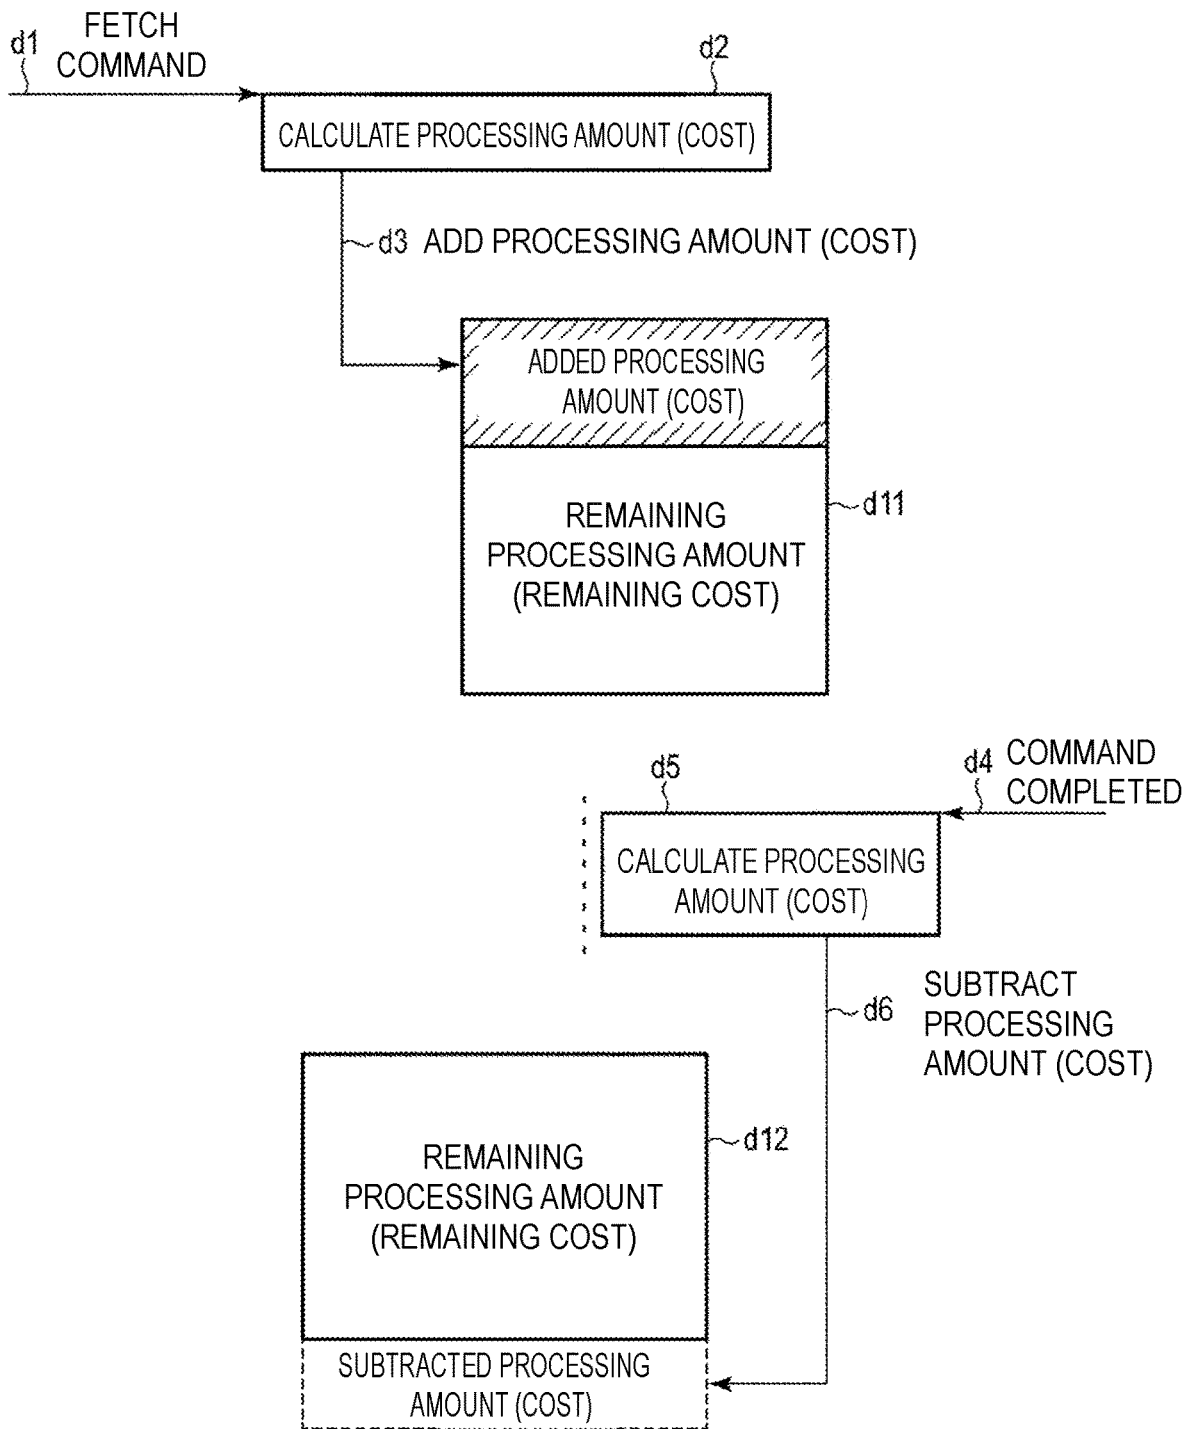 d1
FETCH
COMMAND
d2
CALCULATE PROCESSING AMOUNT (COST)
d3 ADD PROCESSING AMOUNT (COST)
ADDED PROCESSING
AMOUNT (COST)
REMAINING
PROCESSING AMOUNT
(REMAINING COST)
d11
d5
d4
COMMAND
COMPLETED
CALCULATE PROCESSING
AMOUNT (COST)
d6
SUBTRACT
PROCESSING
AMOUNT (COST)
REMAINING
PROCESSING AMOUNT
(REMAINING COST)
d12
SUBTRACTED PROCESSING
AMOUNT (COST)